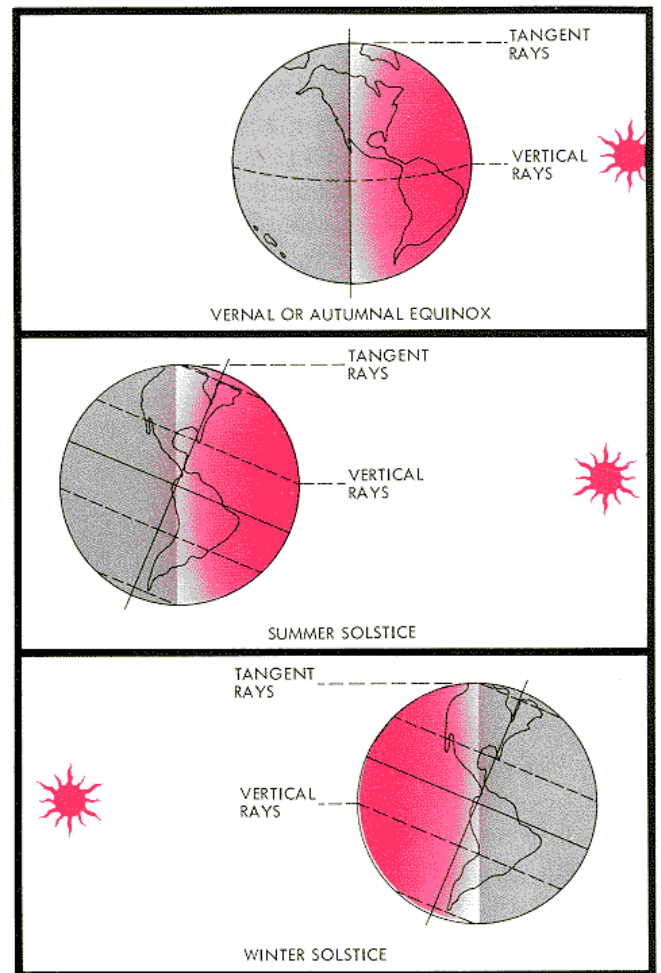 TANGENT
RAYS
VERTICAL
RAYS
VERNAL OR AUTUMNAL EQUINOX
TANGENT
RAYS
VERTICAL
RAYS
SUMMER SOLSTICE
TANGENT
RAYS
VERTICAL
RAYS
WINTER SOLSTICE